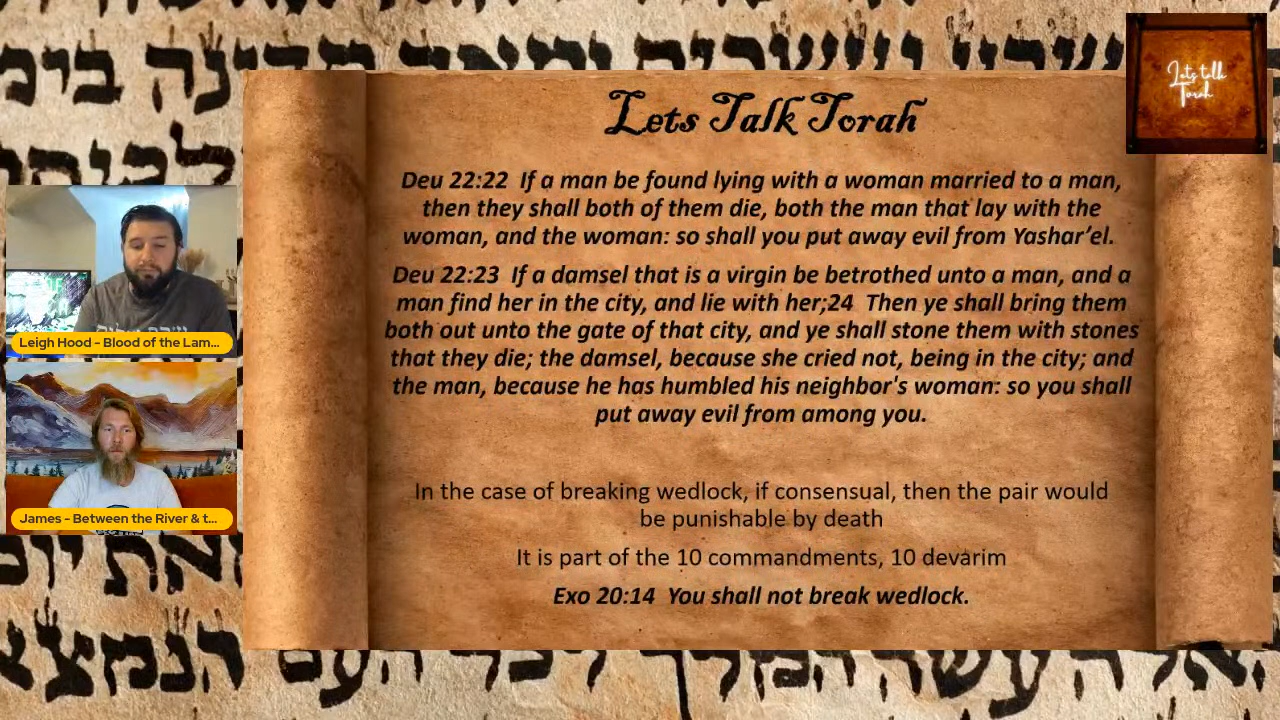 עשרין ועשרים ומאה מדינה בימ
Lets talk
Torah
Lets Talk Torah
Deu 22:22 If a man be found lying with a woman married to a man,
then they shall both of them die, both the man that lay with the
woman, and the woman: so shall you put away evil from Yashar’el.
Deu 22:23 If a damsel that is a virgin be betrothed unto a man, and a
man find her in the city, and lie with her;24 Then ye shall bring them
both out unto the gate of that city, and ye shall stone them with stones
that they die; the damsel, because she cried not, being in the city; and
the man, because he has humbled his neighbor's woman: so you shall
put away evil from among you.
In the case of breaking wedlock, if consensual, then the pair would
be punishable by death
It is part of the 10 commandments, 10 devarim
Exo 20:14 You shall not break wedlock.
Leigh Hood - Blood of the Lam...
James - Between the River & t...
הנמצא